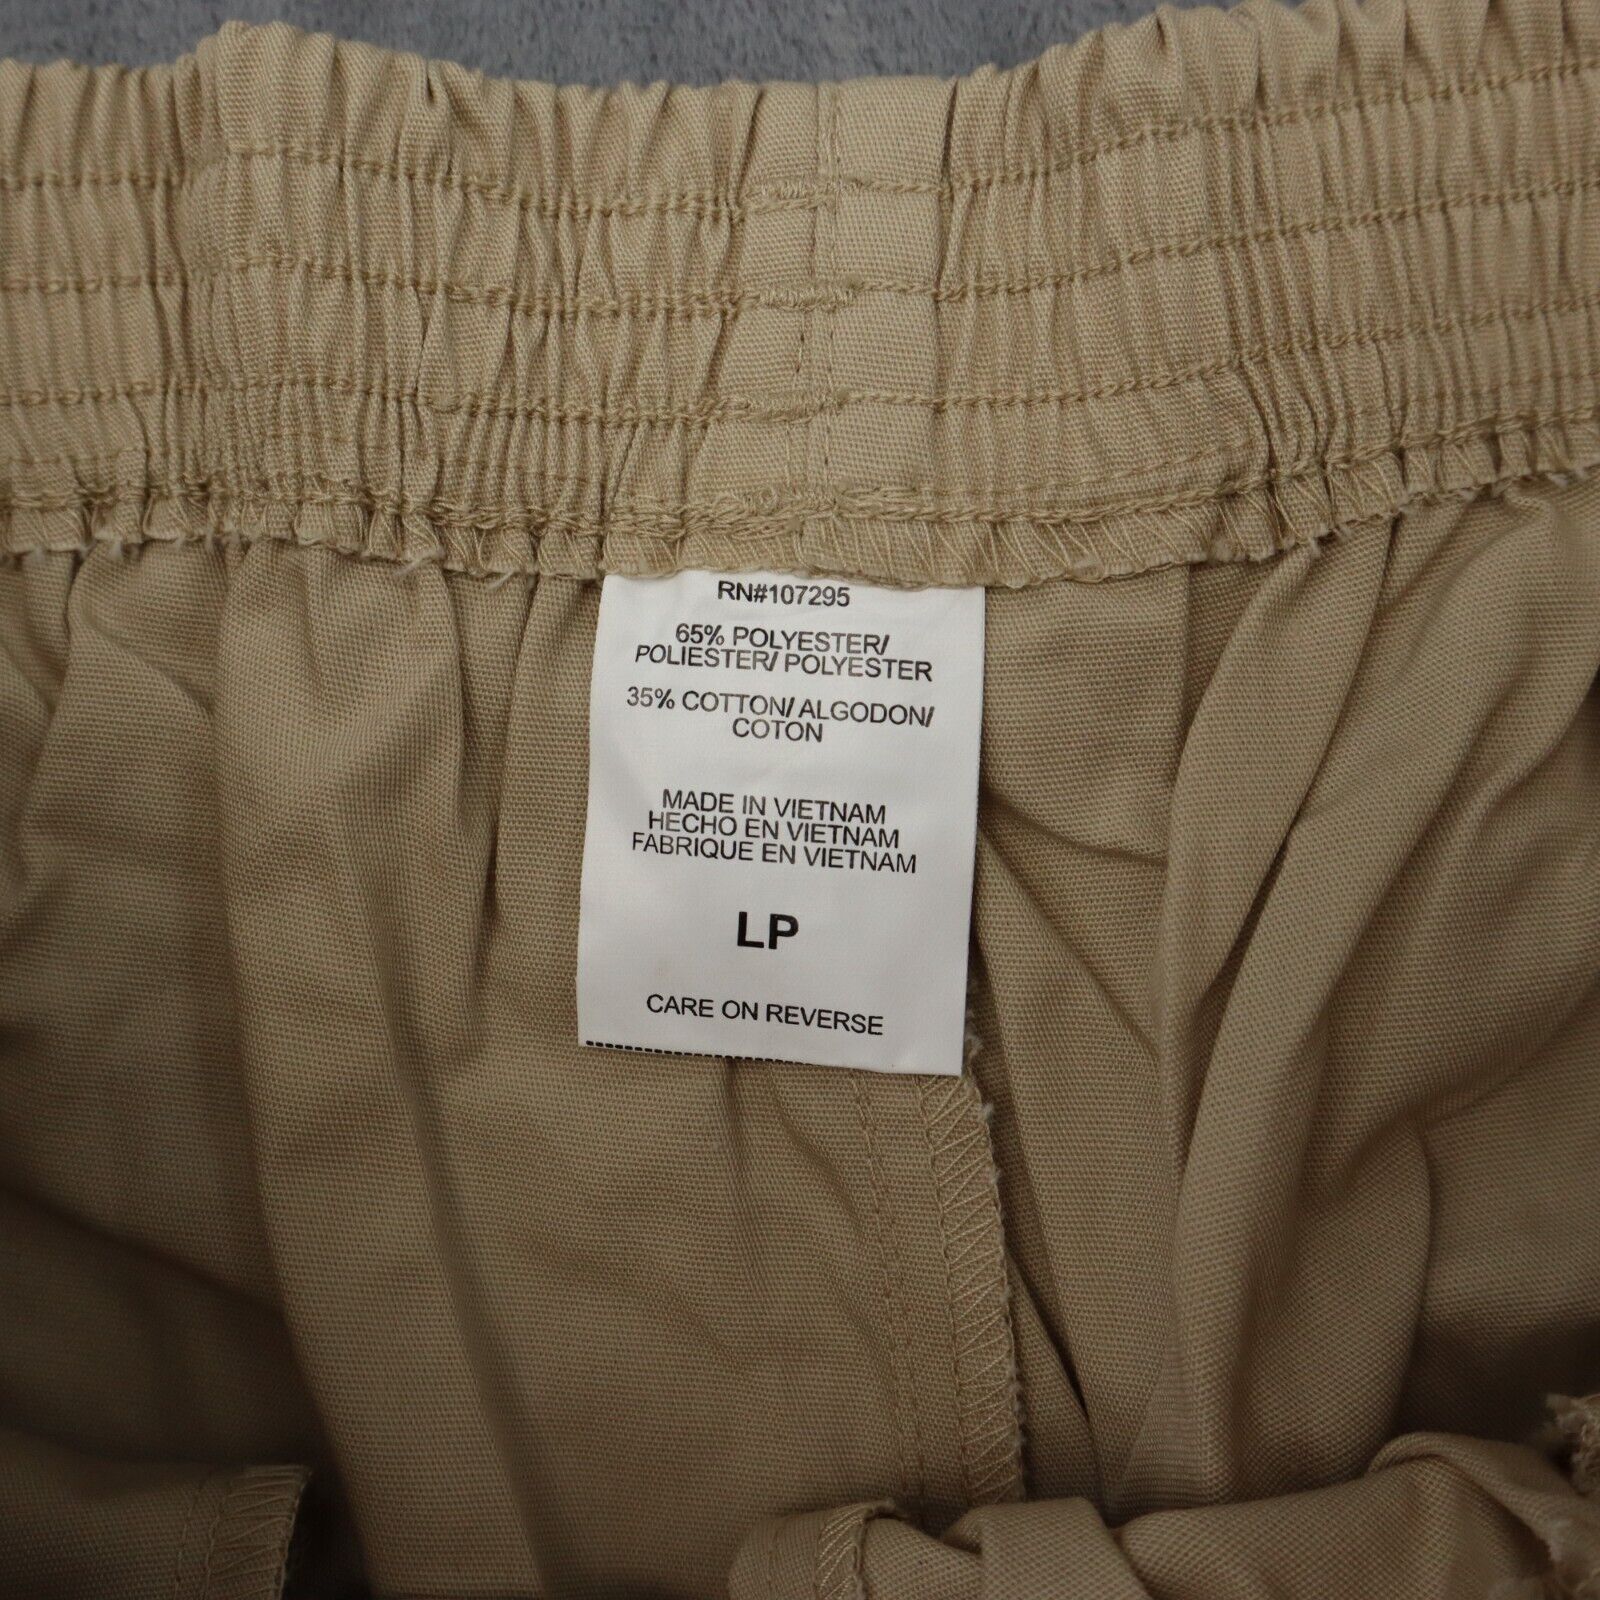 RN#107295
65% POLYESTER/
POLIESTER/ POLYESTER
35% COTTON/ ALGODON/
COTON
MADE IN VIETNAM
HECHO EN VIETNAM
FABRIQUE EN VIETNAM
LP
CARE ON REVERSE